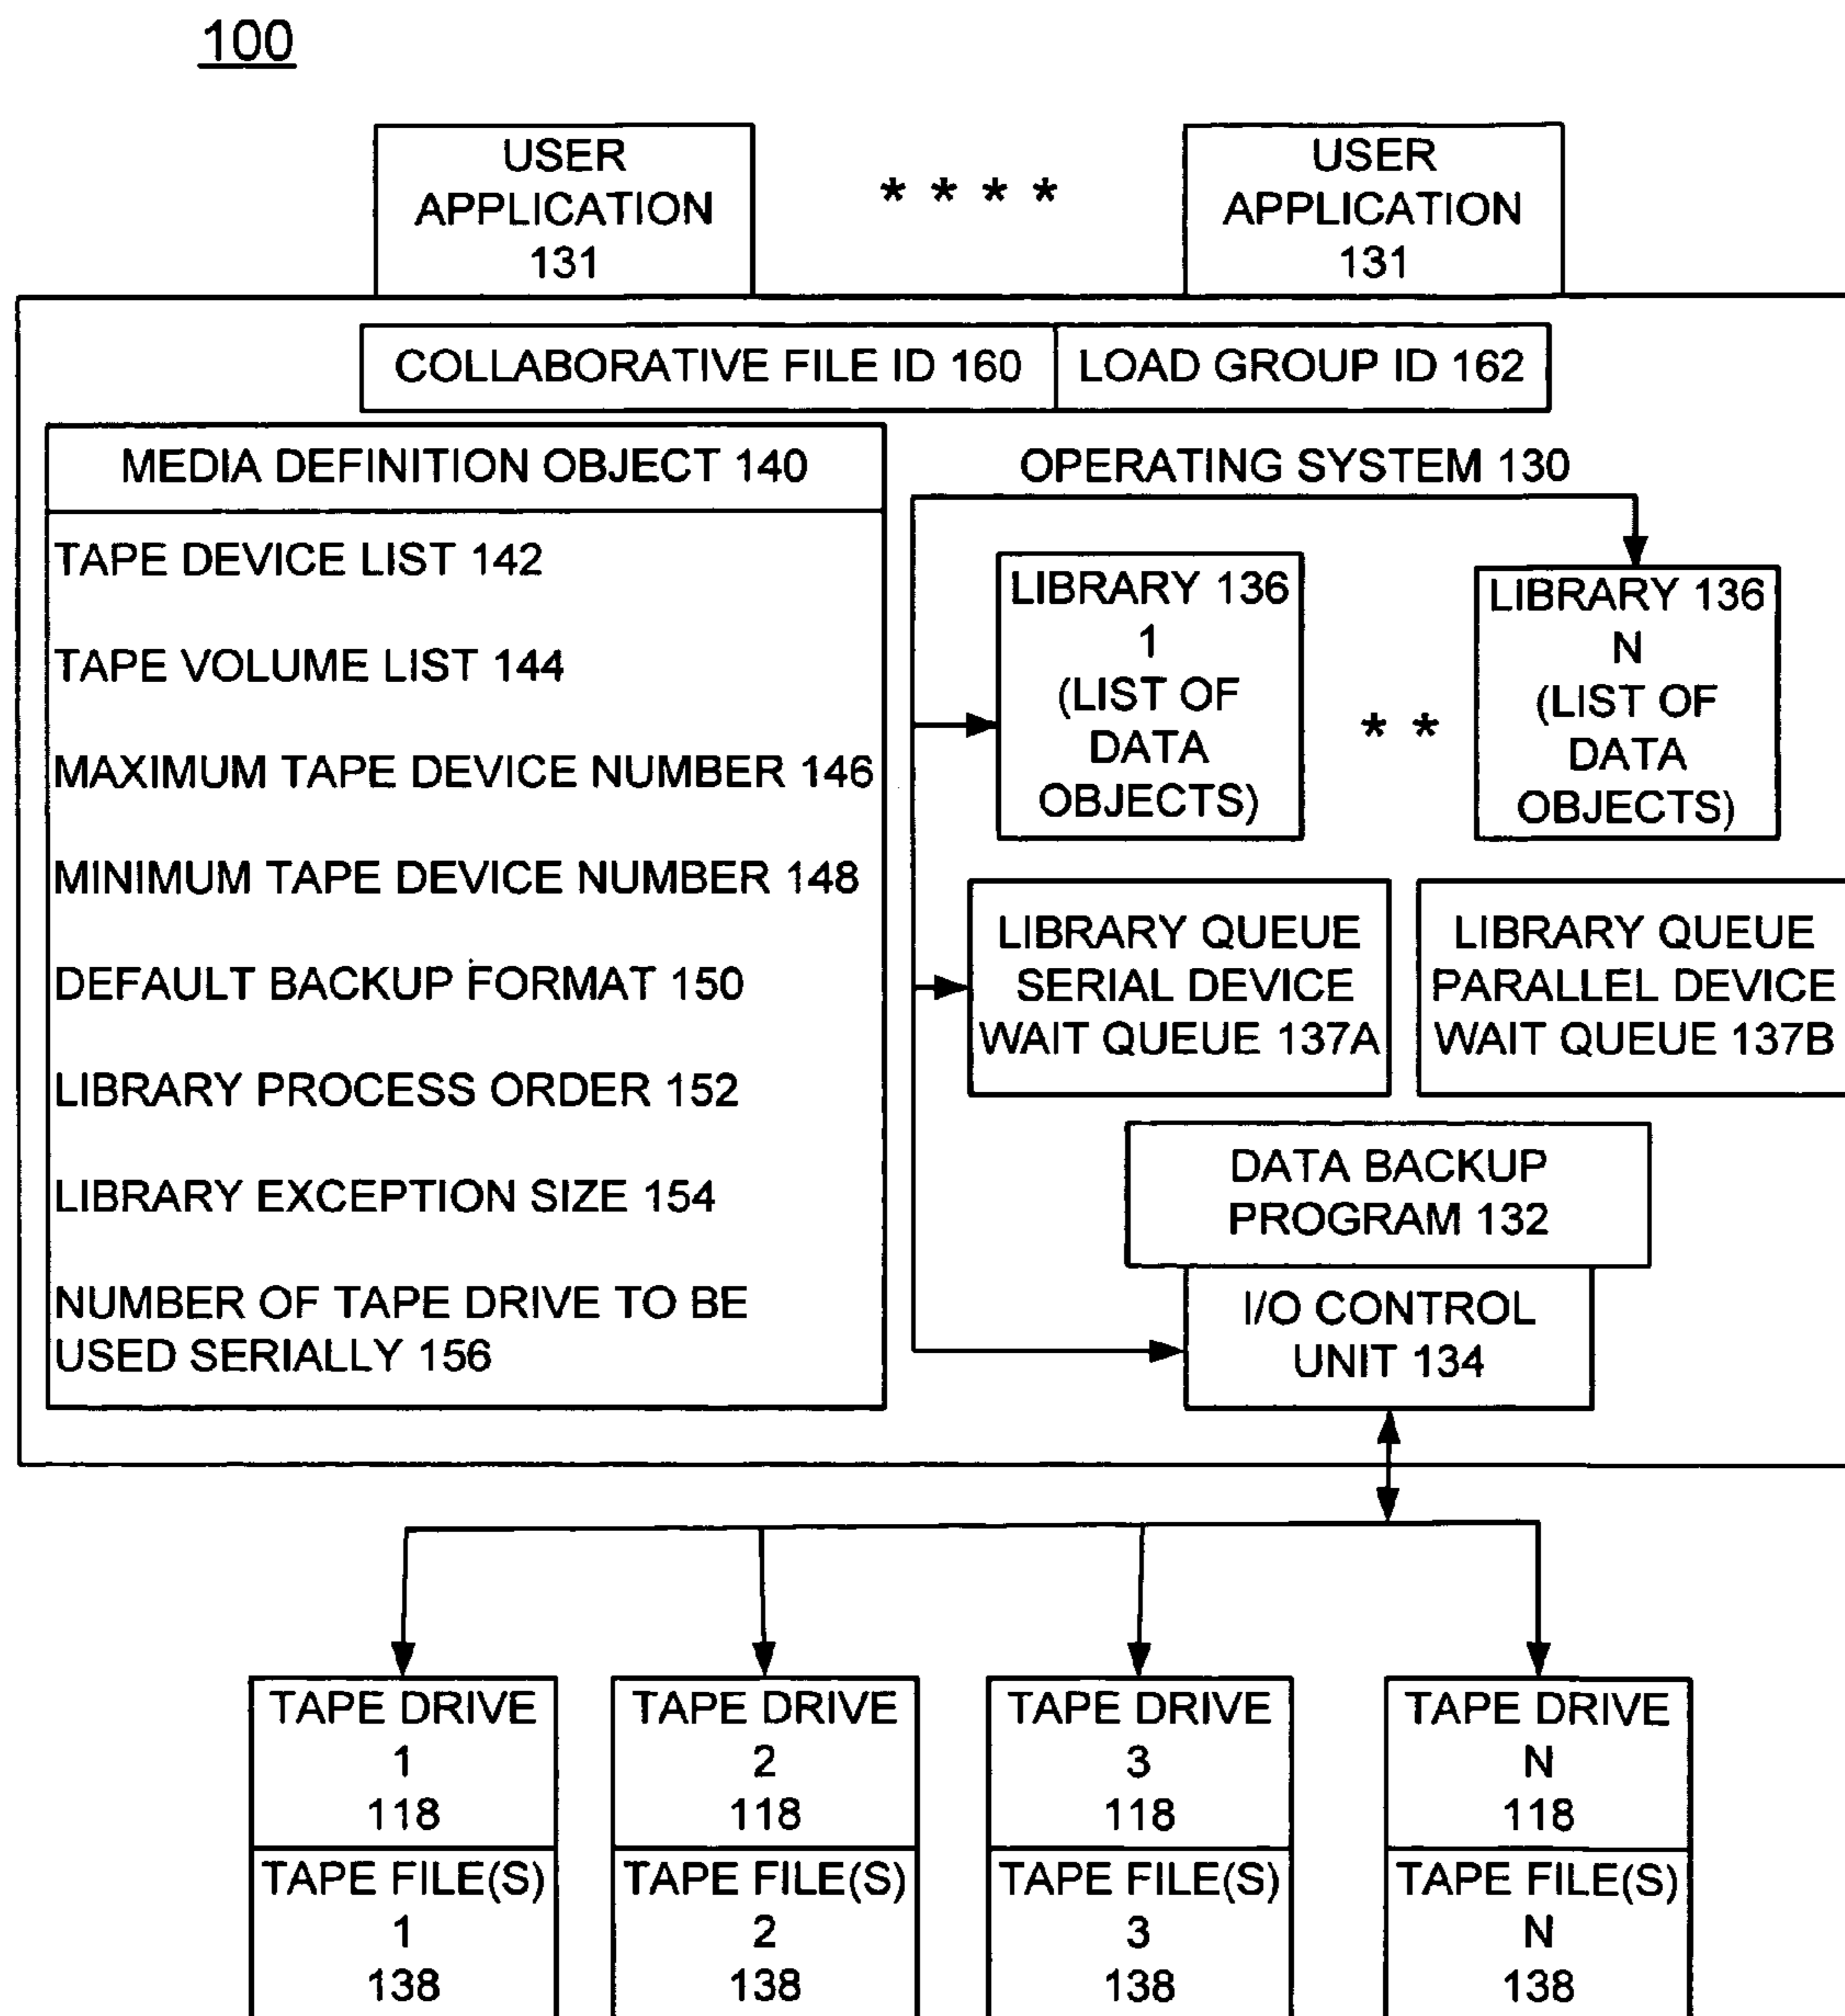 100
USER
APPLICATION
131
* * * *
USER
APPLICATION
131
COLLABORATIVE FILE ID 160
LOAD GROUP ID 162
MEDIA DEFINITION OBJECT 140
TAPE DEVICE LIST 142
TAPE VOLUME LIST 144
MAXIMUM TAPE DEVICE NUMBER 146
MINIMUM TAPE DEVICE NUMBER 148
DEFAULT BACKUP FORMAT 150
LIBRARY PROCESS ORDER 152
LIBRARY EXCEPTION SIZE 154
NUMBER OF TAPE DRIVE TO BE
USED SERIALLY 156
OPERATING SYSTEM 130
LIBRARY 136
1
(LIST OF
DATA
OBJECTS)
* *
LIBRARY 136
N
(LIST OF
DATA
OBJECTS)
LIBRARY QUEUE
SERIAL DEVICE
WAIT QUEUE 137A
LIBRARY QUEUE
PARALLEL DEVICE
WAIT QUEUE 137B
DATA BACKUP
PROGRAM 132
I/O CONTROL
UNIT 134
TAPE DRIVE
1
118
TAPE FILE(S)
1
138
TAPE DRIVE
2
118
TAPE FILE(S)
2
138
TAPE DRIVE
3
118
TAPE FILE(S)
3
138
TAPE DRIVE
N
118
TAPE FILE(S)
N
138